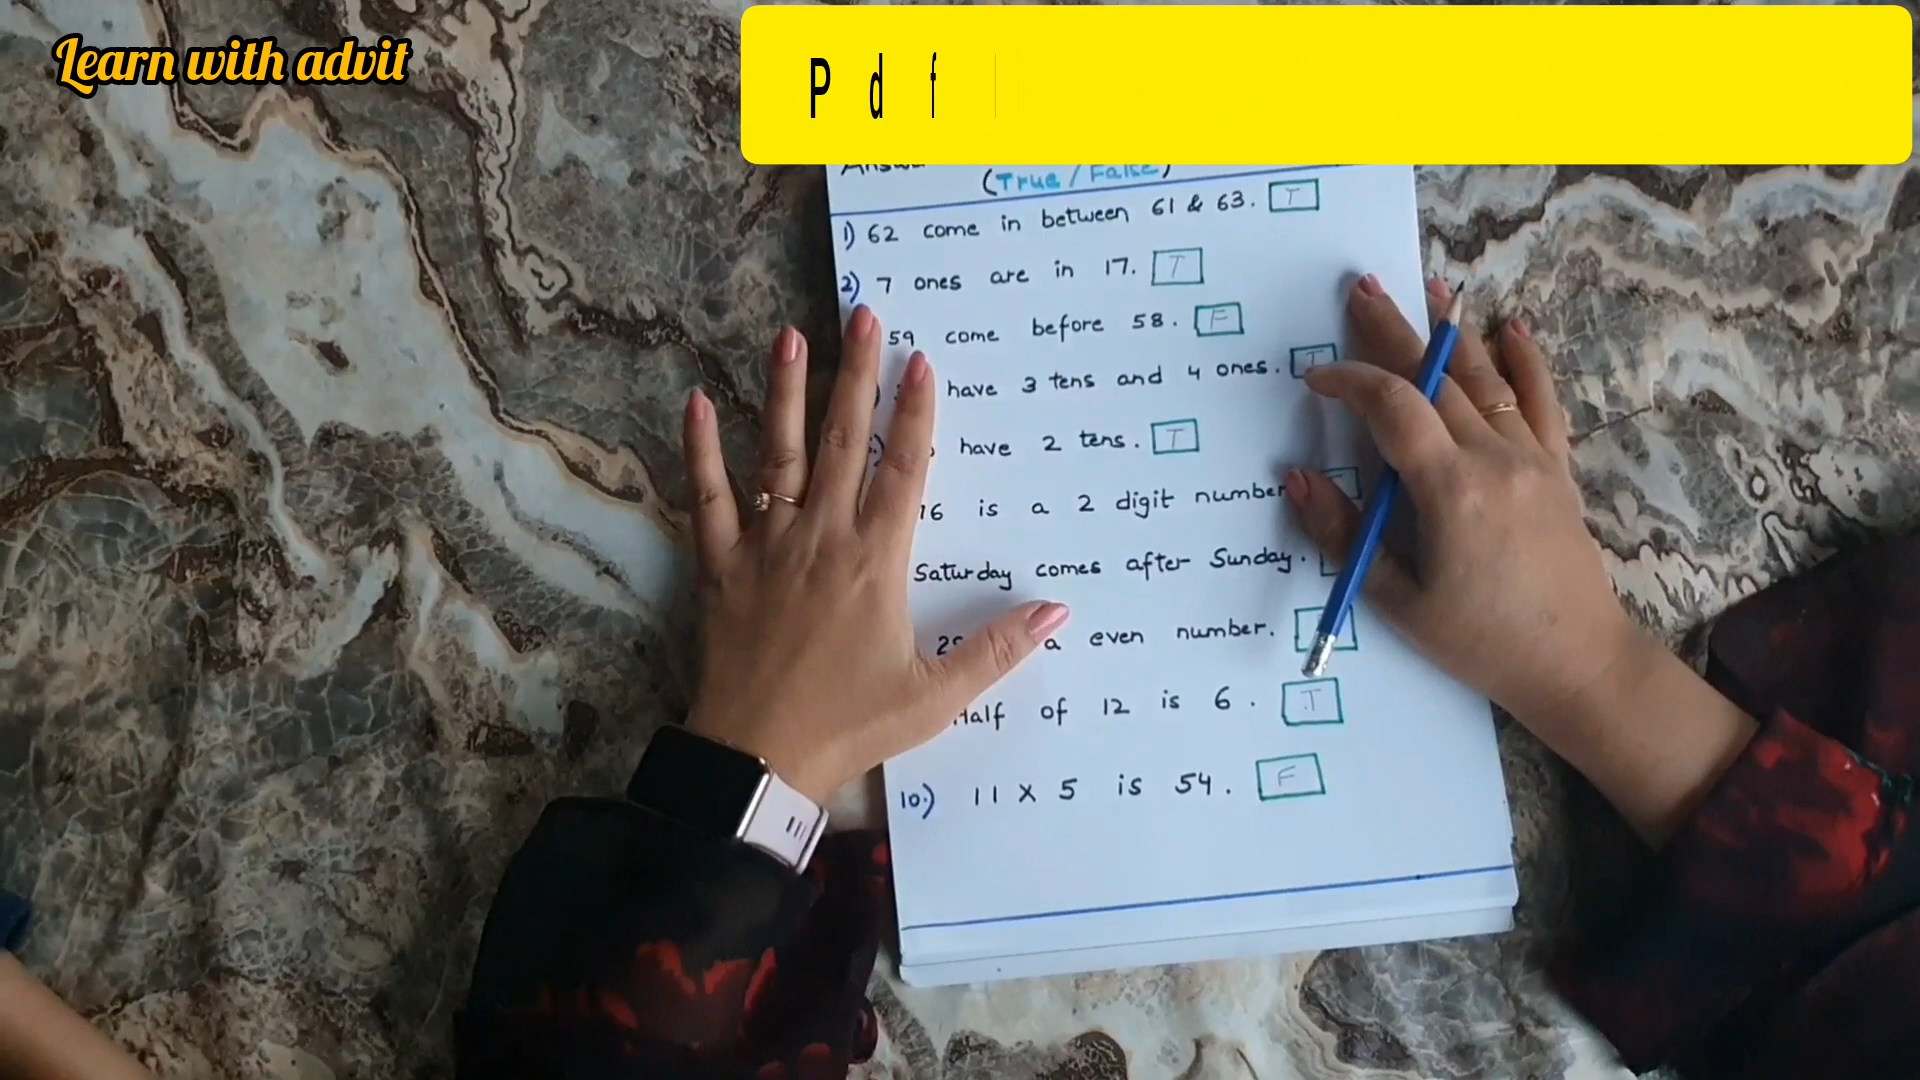 Learn with advit
P d f
(True / False)
1) 62 come in between 61 & 63. T
2) 7 ones are in 17. T
59 come before 58. F
have 3 tens and 4 ones. T
have 2 tens. T
16 is a 2 digit number
Saturday comes after Sunday.
a even number.
Half of 12 is 6. T
10.) 11 X 5 is 54. F